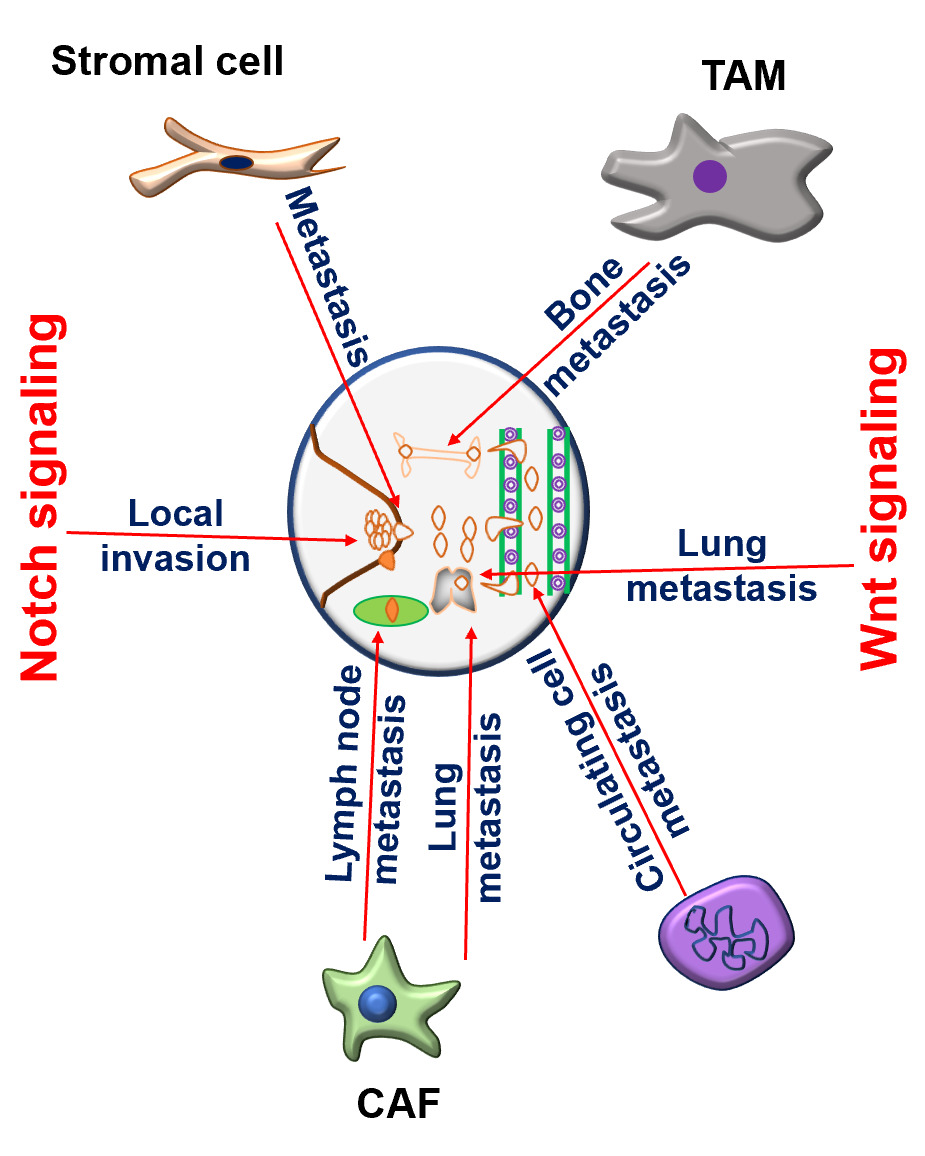 Stromal cell
TAM
Metastasis
Bone
metastasis
Notch signaling
Wnt signaling
Local
invasion
Lung
metastasis
Lymph node
metastasis
Lung
metastasis
Circulating cell
metastasis
CAF